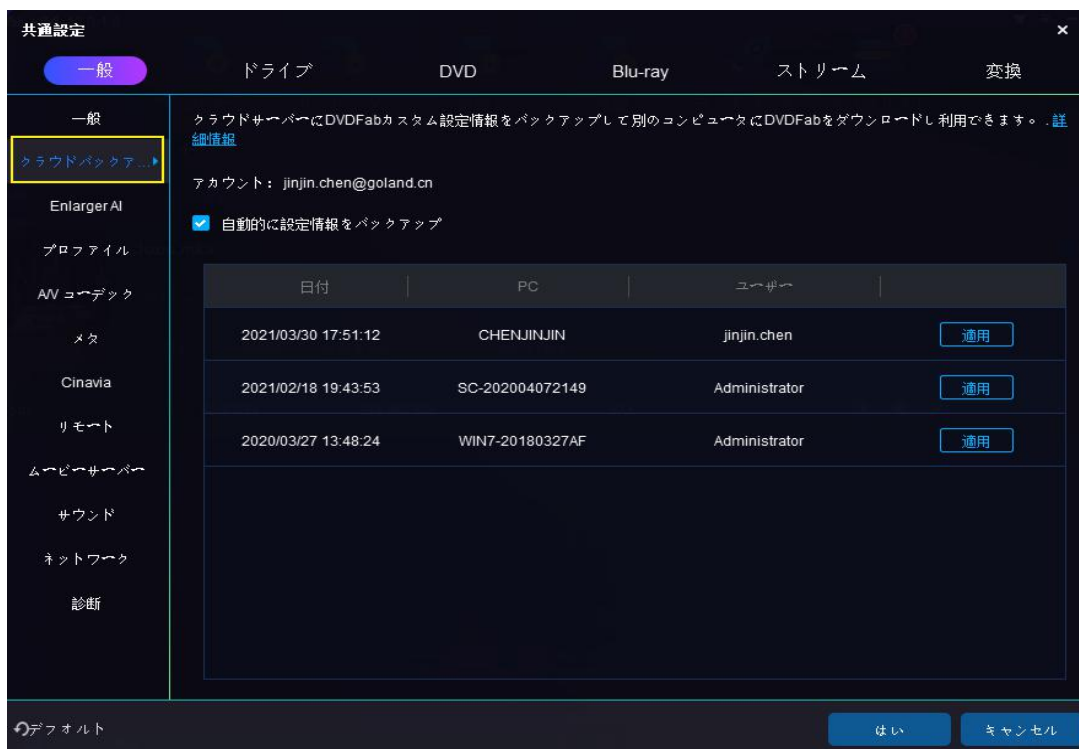 共通設定
×
一般 ドライブ DVD Blu-ray ストリーム 変換
一般
クラウドバックア...
Enlarger AI
プロファイル
A/V コーデック
メタ
Cinavia
リモート
ムービーサーバー
サウンド
ネットワーク
診断
クラウドサーバーにDVDFabカスタム設定情報をバックアップして別のコンピュータにDVDFabをダウンロードし利用できます。.詳
細情報
アカウント： jinjin.chen@goland.cn
自動的に設定情報をバックアップ
日付 PC ユーザー
2021/03/30 17:51:12 CHENJINJIN jinjin.chen 適用
2021/02/18 19:43:53 SC-202004072149 Administrator 適用
2020/03/27 13:48:24 WIN7-20180327AF Administrator 適用
デフォルト はい キャンセル